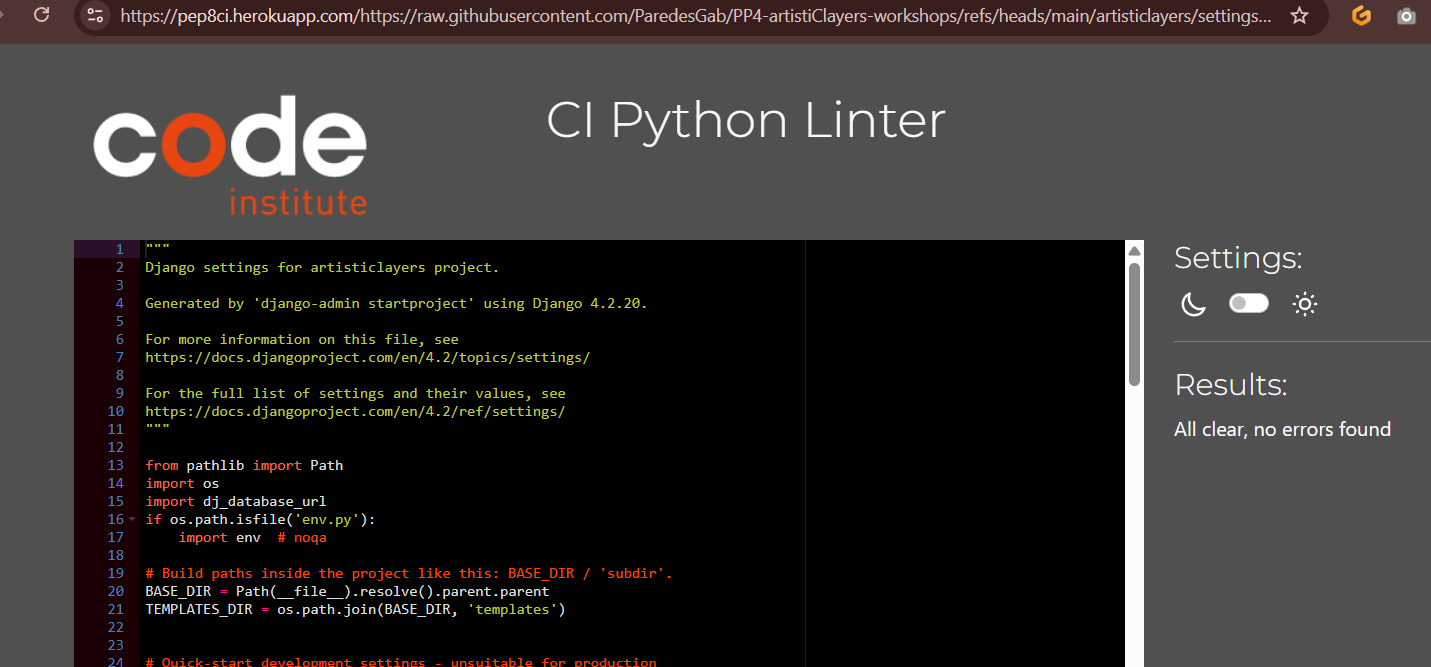 https://pep8ci.herokuapp.com/https://raw.githubusercontent.com/ParedesGab/PP4-artistiClayers-workshops/refs/heads/main/artisticlayers/settings...
code
institute
CI Python Linter
1 """
2 Django settings for artisticlayers project.
3
4 Generated by 'django-admin startproject' using Django 4.2.20.
5
6 For more information on this file, see
7 https://docs.djangoproject.com/en/4.2/topics/settings/
8
9 For the full list of settings and their values, see
10 https://docs.djangoproject.com/en/4.2/ref/settings/
11 """
12
13 from pathlib import Path
14 import os
15 import dj_database_url
16 if os.path.isfile('env.py'):
17     import env  # noqa
18
19 # Build paths inside the project like this: BASE_DIR / 'subdir'.
20 BASE_DIR = Path(__file__).resolve().parent.parent
21 TEMPLATES_DIR = os.path.join(BASE_DIR, 'templates')
22
23
24 # Quick-start development settings - unsuitable for production
Settings:
Results:
All clear, no errors found